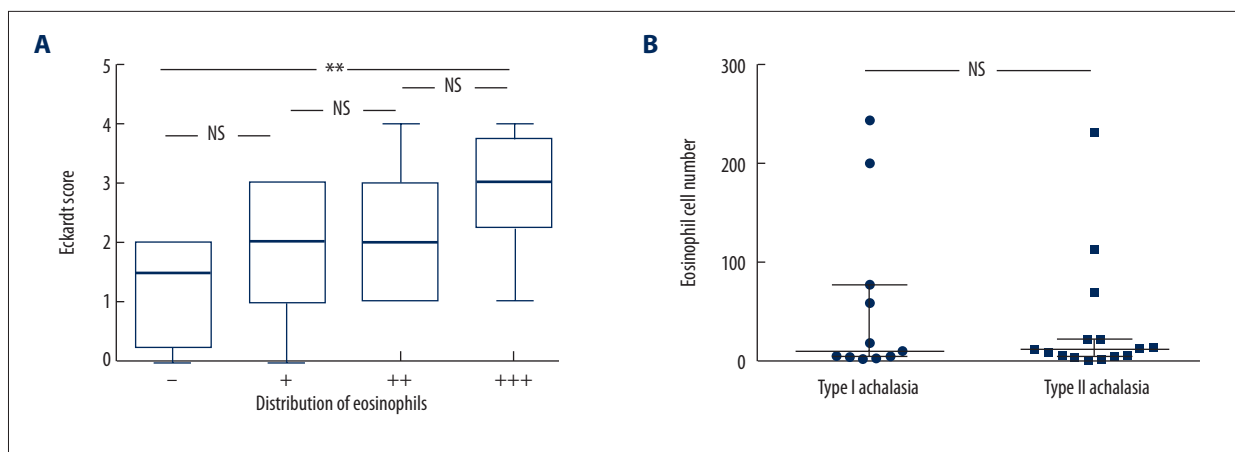 A
5
4
3
2
1
0
Eckardt score
**
NS
NS
NS
− + ++ +++
Distribution of eosinophils
B
300
200
100
0
Eosinophil cell number
NS
Type I achalasia Type II achalasia